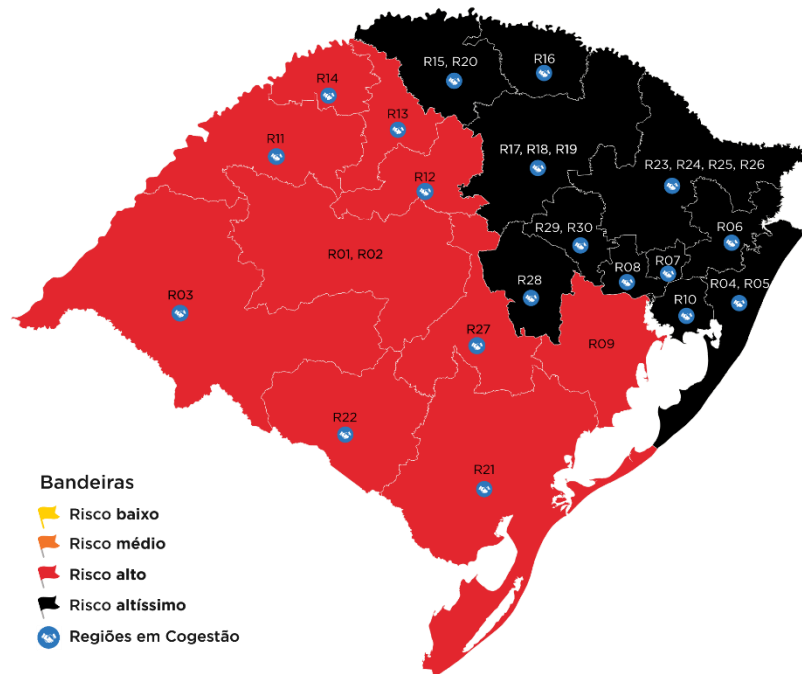 R15, R20
R16
R14
R13
R11
R17, R18, R19
R23, R24, R25, R26
R12
R29, R30
R06
R01, R02
R08
R07
R28
R04, R05
R03
R10
R27
R09
R22
R21
Bandeiras
Risco baixo
Risco médio
Risco alto
Risco altíssimo
Regiões em Cogestão